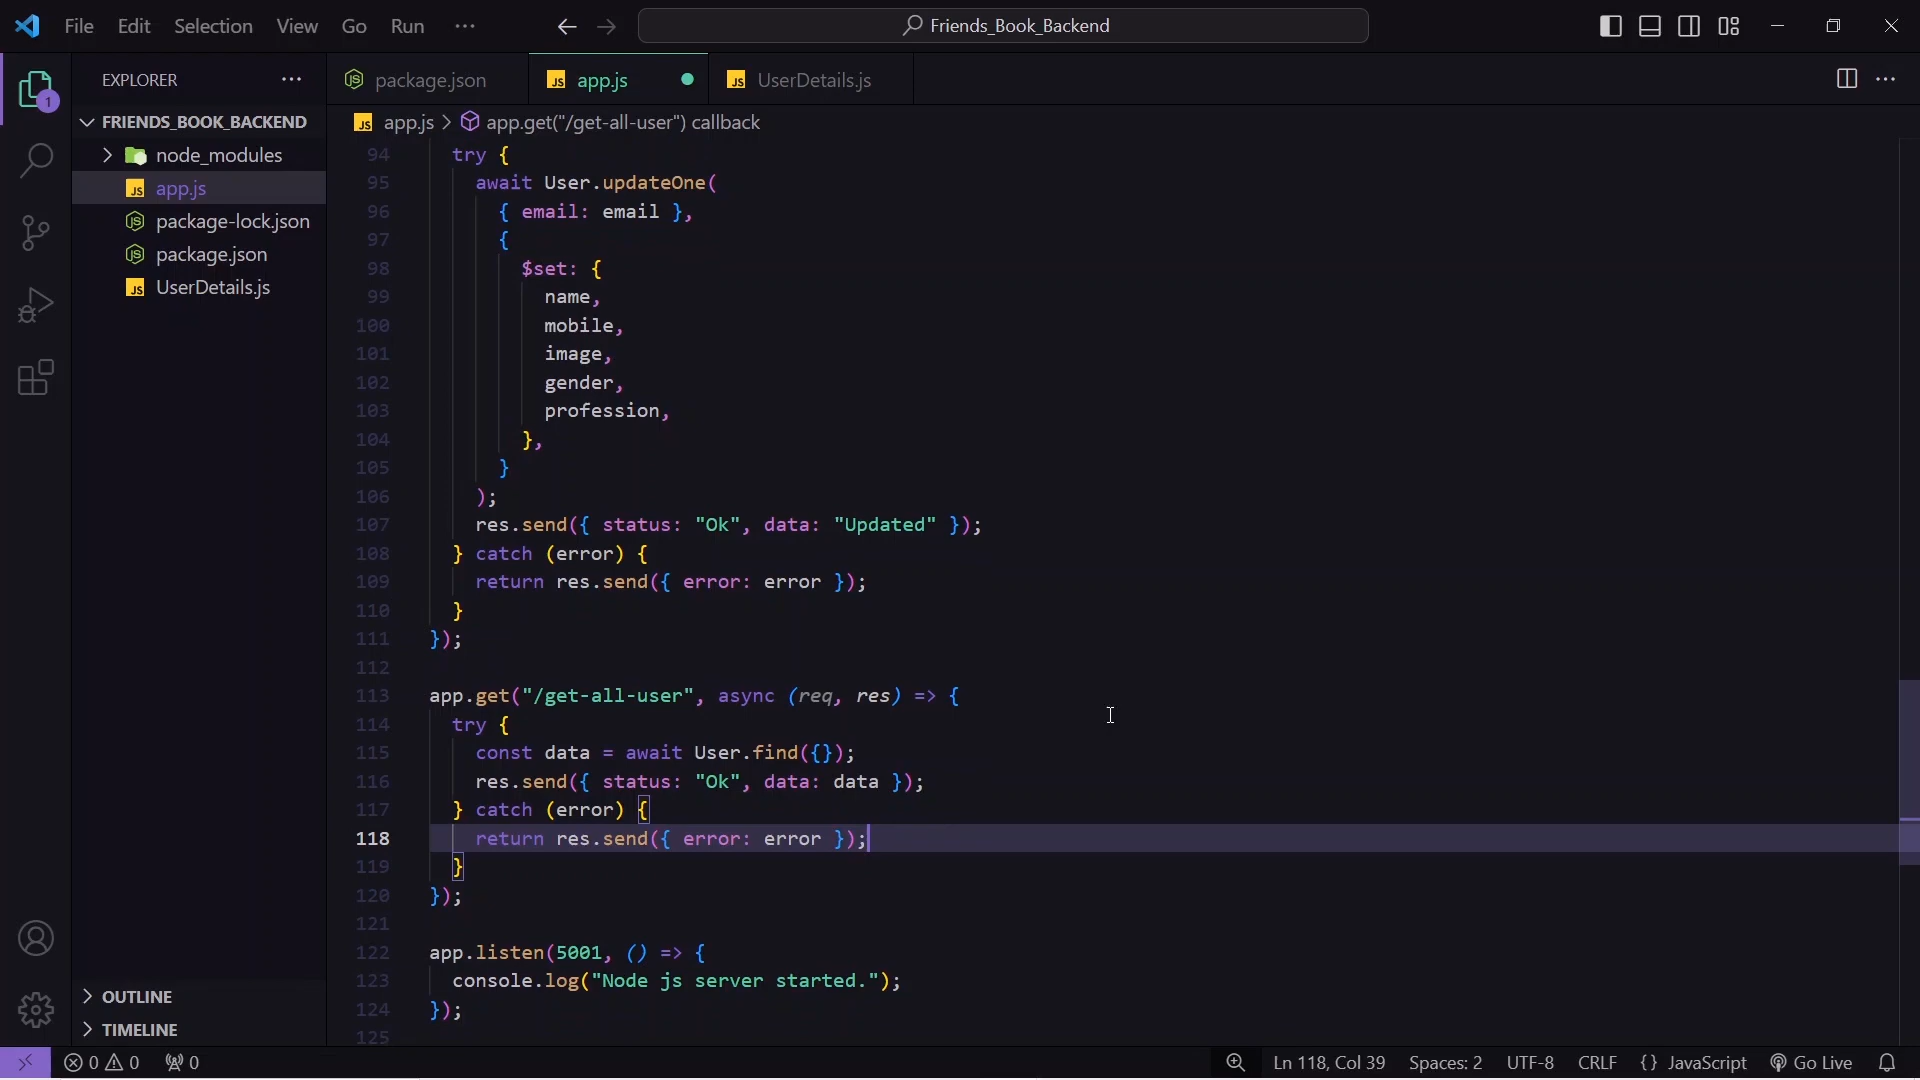 File Edit Selection View Go Run ··· Friends_Book_Backend
EXPLORER ···
package.json
JS app.js
JS UserDetails.js
JS app.js > app.get("/get-all-user") callback
1
FRIENDS_BOOK_BACKEND
node_modules
JS app.js
package-lock.json
package.json
JS UserDetails.js
OUTLINE
TIMELINE
94 try {
95 await User.updateOne(
96 { email: email },
97 {
98 $set: {
99 name,
100 mobile,
101 image,
102 gender,
103 profession,
104 },
105 }
106 );
107 res.send({ status: "Ok", data: "Updated" });
108 } catch (error) {
109 return res.send({ error: error });
110 }
111 });
112
113 app.get("/get-all-user", async (req, res) => {
114 try {
115 const data = await User.find({});
116 res.send({ status: "Ok", data: data });
117 } catch (error) {
118 return res.send({ error: error });
119 }
120 });
121
122 app.listen(5001, () => {
123 console.log("Node js server started.");
124 });
125
0 0 0 Ln 118, Col 39 Spaces: 2 UTF-8 CRLF {} JavaScript Go Live